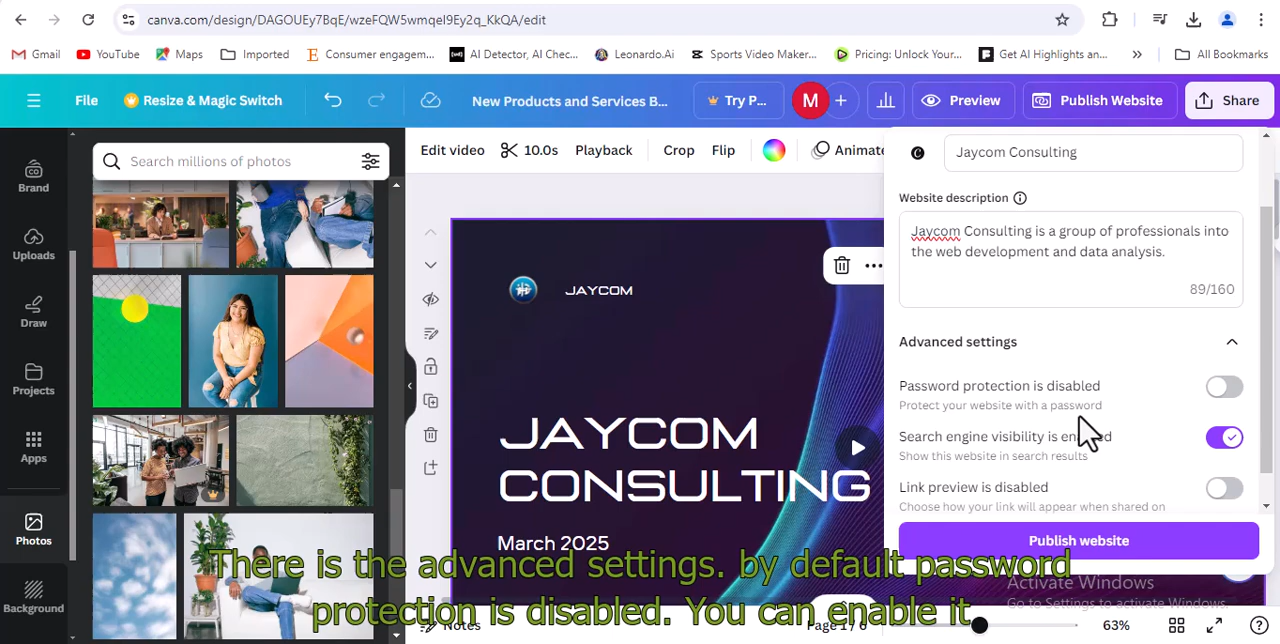 canva.com/design/DAGOUEy7BqE/wzeFQW5wmqeI9Ey2q_KkQA/edit
Gmail YouTube Maps Imported Consumer engagem... AI Detector, AI Chec... Leonardo.Ai Sports Video Maker... Pricing: Unlock Your... Get AI Highlights an... » All Bookmarks
File Resize & Magic Switch New Products and Services B... Try P... M + Preview Publish Website Share
Brand
Uploads
Draw
Projects
Apps
Photos
Background
Search millions of photos
Edit video 10.0s Playback Crop Flip Animate
JAYCOM
JAYCOM
CONSULTING
March 2025
Jaycom Consulting
Website description
Jaycom Consulting is a group of professionals into
the web development and data analysis.
89/160
Advanced settings
Password protection is disabled
Protect your website with a password
Search engine visibility is enabled
Show this website in search results
Link preview is disabled
Choose how your link will appear when shared on
Publish website
Activate Windows
Go to Settings to activate Windows.
There is the advanced settings. by default password
protection is disabled. You can enable it
Notes Page 1 / 6 63%